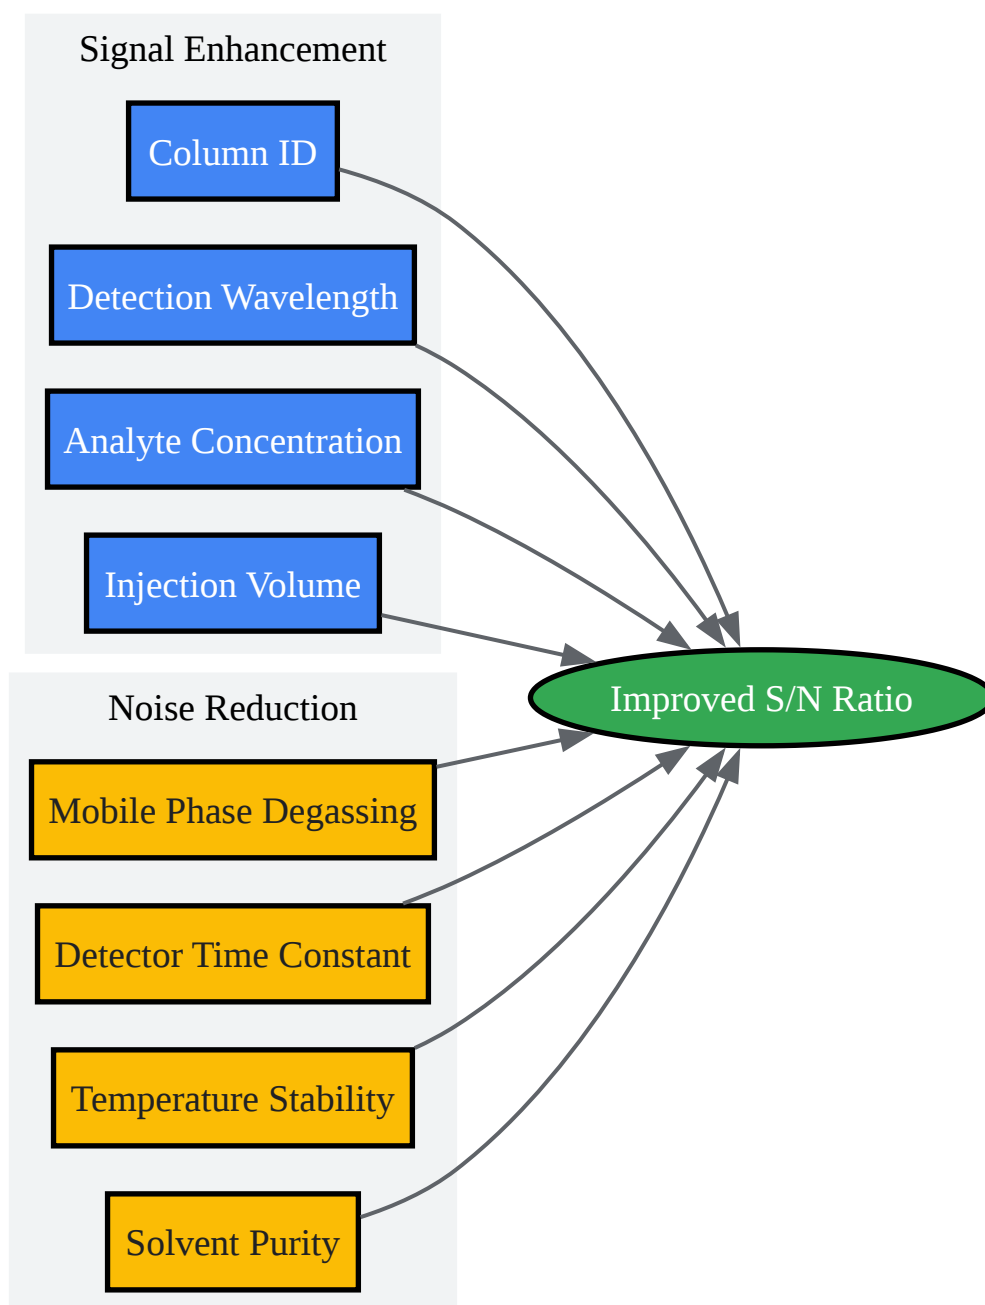 Signal Enhancement
Column ID
Detection Wavelength
Analyte Concentration
Injection Volume
Improved S/N Ratio
Noise Reduction
Mobile Phase Degassing
Detector Time Constant
Temperature Stability
Solvent Purity